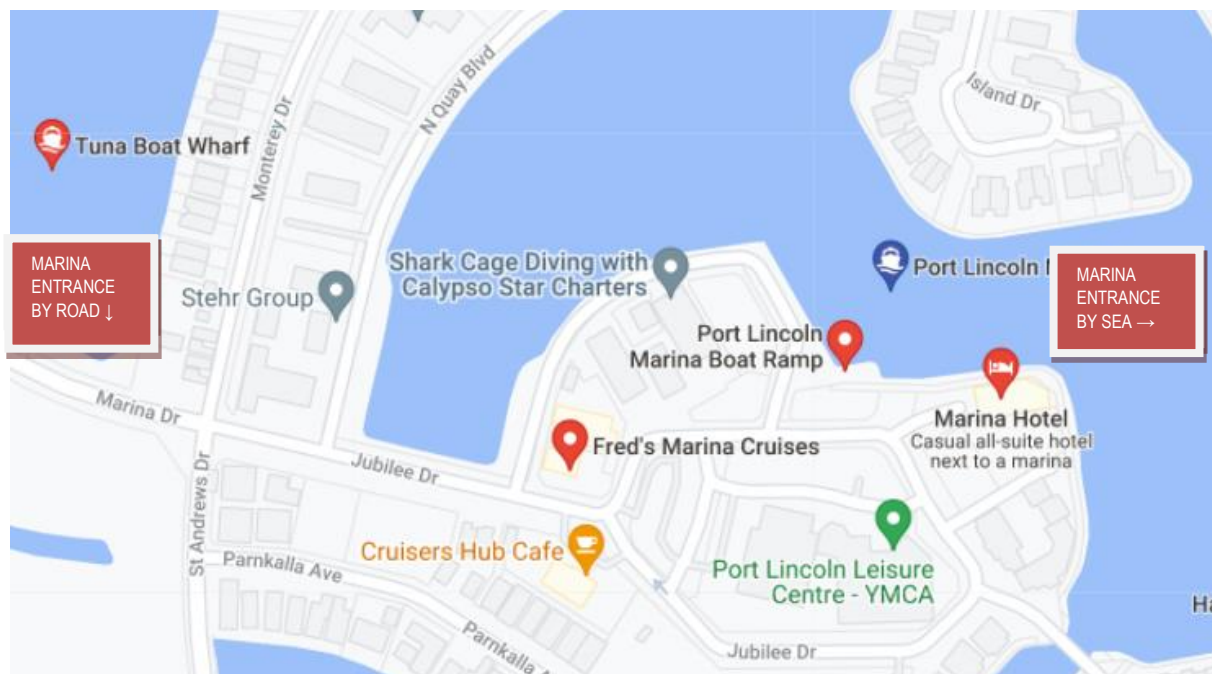 Island Dr
N Quay Blvd
Monterey Dr
Tuna Boat Wharf
MARINA
ENTRANCE
BY ROAD ↓
Shark Cage Diving with
Calypso Star Charters
Stehr Group
Port Lincoln
MARINA
ENTRANCE
BY SEA →
Port Lincoln
Marina Boat Ramp
Marina Dr
Marina Hotel
Casual all-suite hotel
next to a marina
Fred's Marina Cruises
Jubilee Dr
St Andrews Dr
Cruisers Hub Cafe
Parnkalla Ave
Port Lincoln Leisure
Centre - YMCA
Parnkalla
Jubilee Dr